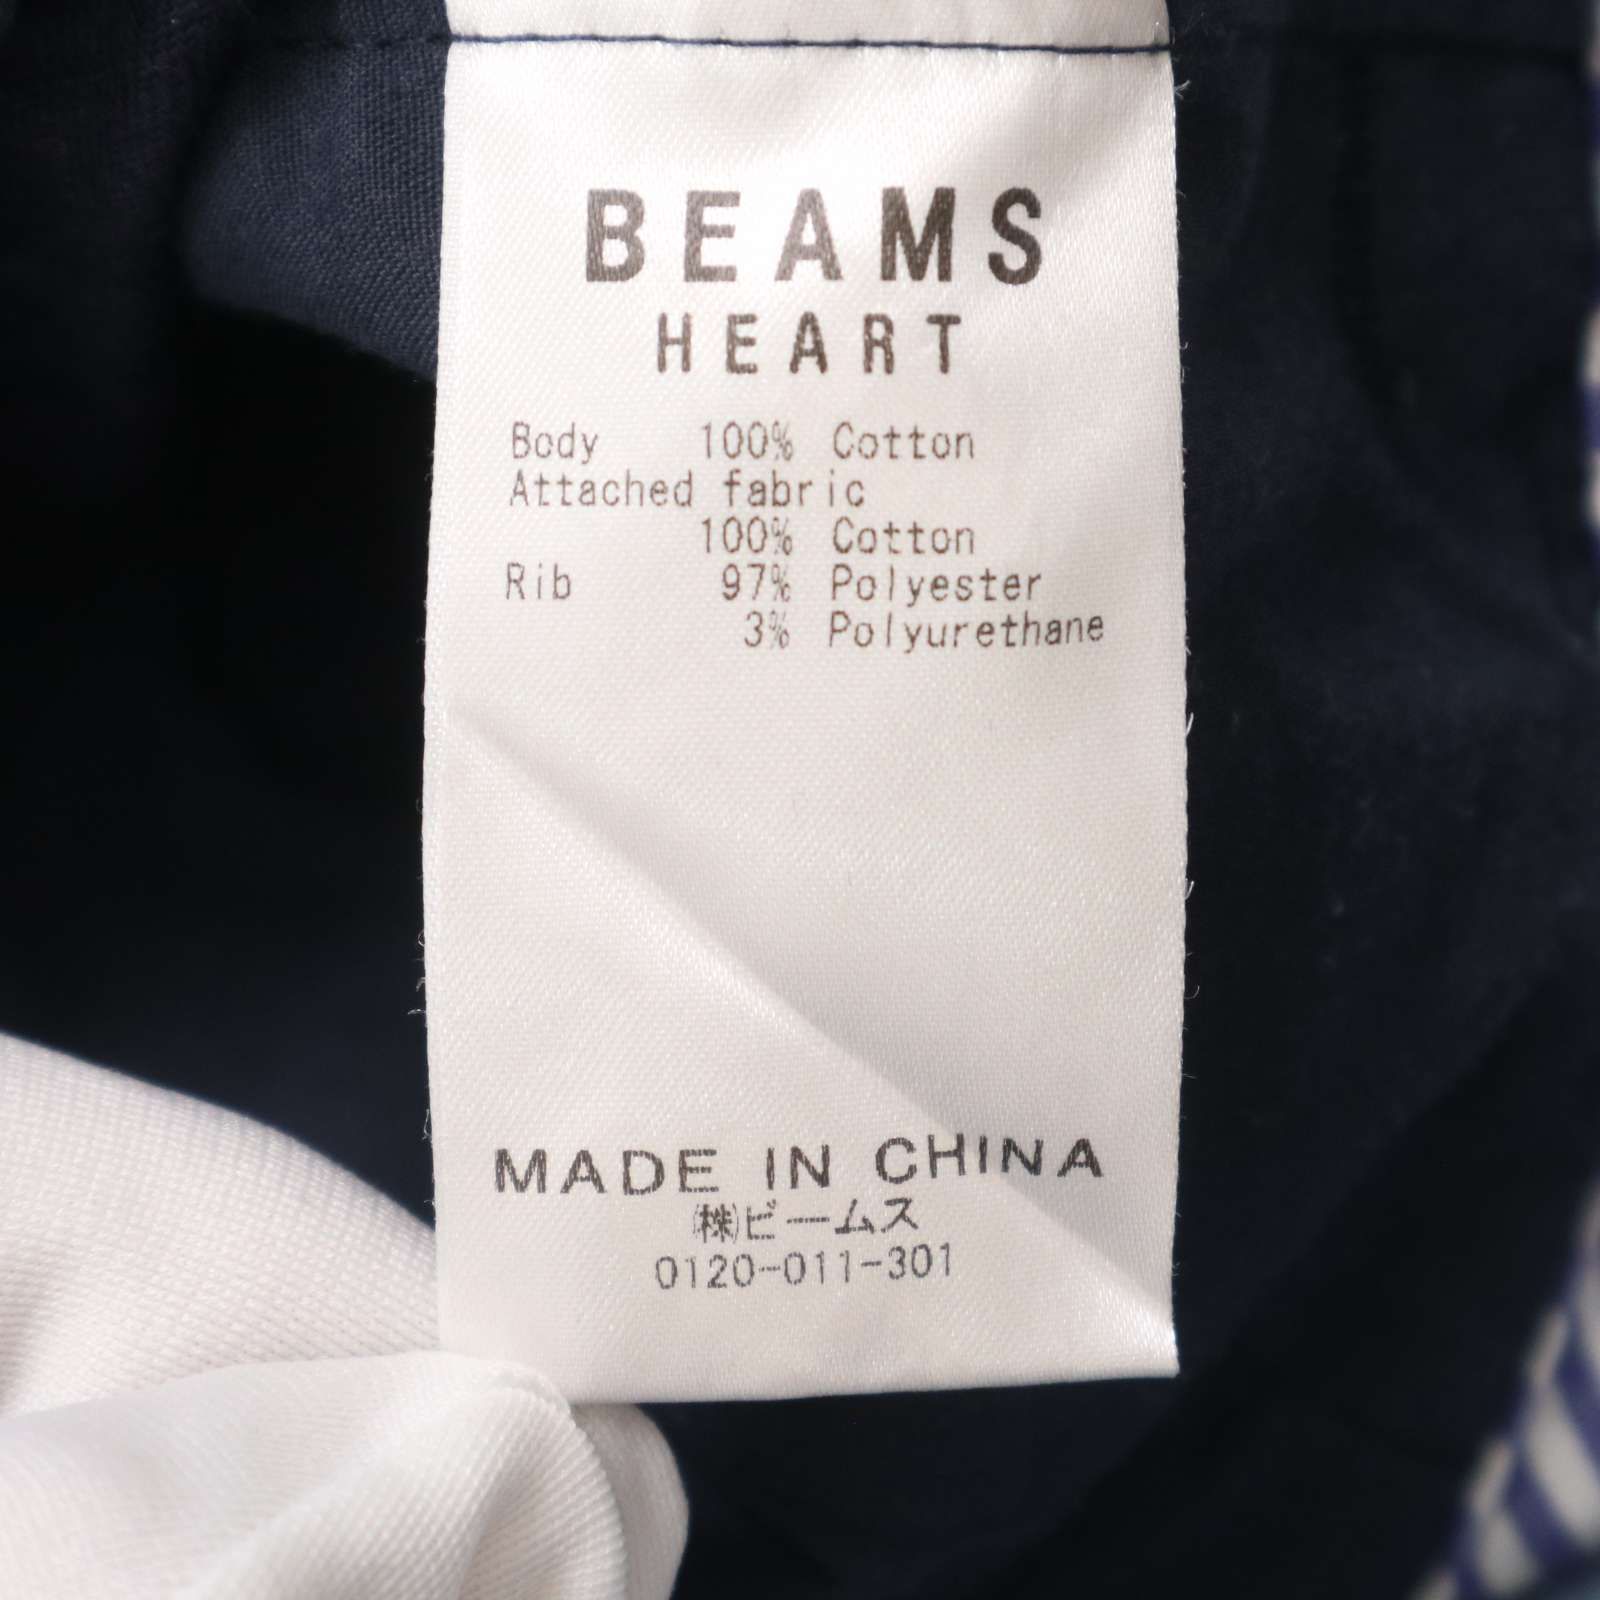 BEAMS
HEART
Body 100% Cotton
Attached fabric
100% Cotton
Rib 97% Polyester
3% Polyurethane
MADE IN CHINA
㈱ビームス
0120-011-301